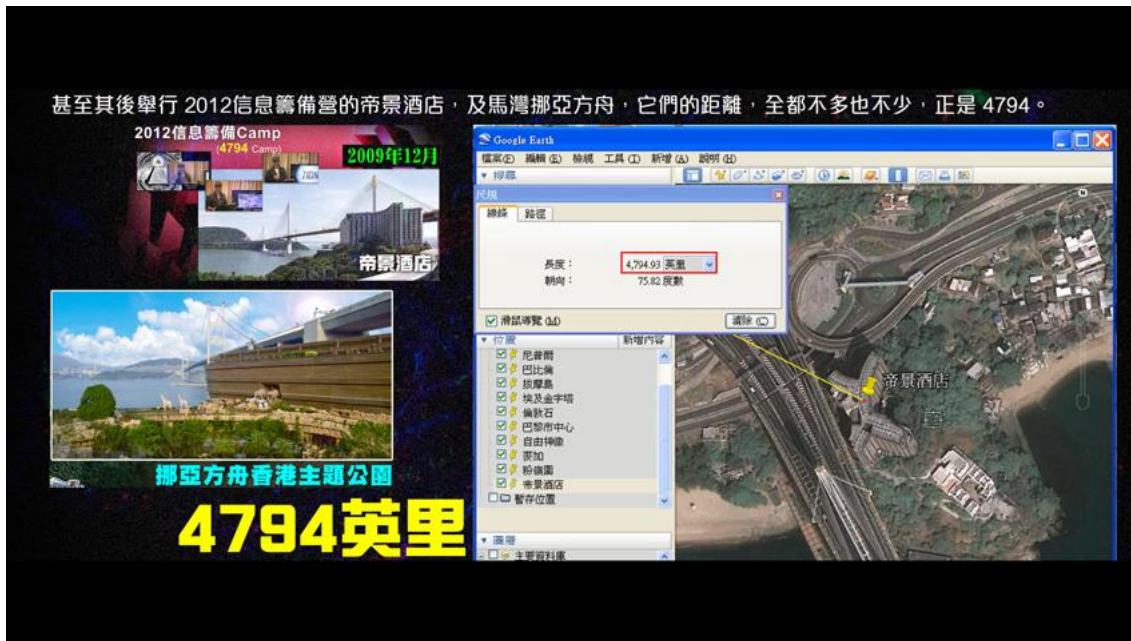 甚至其後舉行 2012信息籌備營的帝景酒店，及馬灣挪亞方舟，它們的距離，全都不多也不少，正是 4794。
2012信息籌備Camp
(4794 Camp)
2009年12月
ZION
帝景酒店
挪亞方舟香港主題公園
4794英里
Google Earth
檔案(F) 編輯(E) 檢視 工具(T) 新增(A) 說明(H)
▼ 搜尋
尺規
線條 路徑
長度： 4,794.93 英里
朝向： 75.82 度數
滑鼠導覽(M) 清除(C)
▼ 位置 新增內容
尼普爾
巴比倫
拔摩島
埃及金字塔
倫敦石
巴黎市中心
自由神像
麥加
粉嶺圍
帝景酒店
暫存位置
▼ 圖層
主要資料庫
帝景酒店